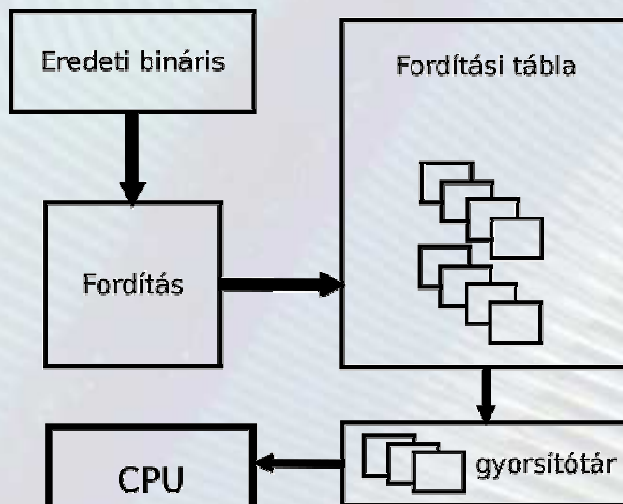 Eredeti bináris
Fordítási tábla
Fordítás
gyorsítótár
CPU